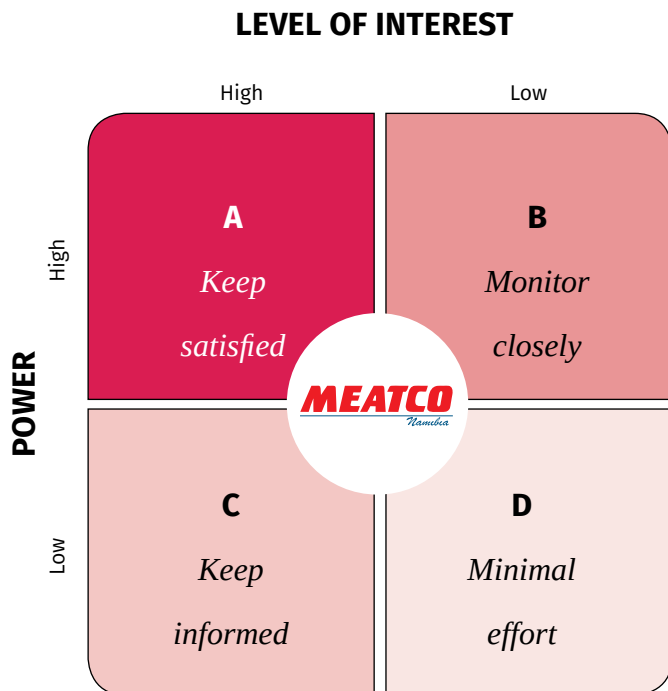 LEVEL OF INTEREST
High
Low
POWER
High
A
Keep
satisfied
B
Monitor
closely
MEATCO
Namibia
Low
C
Keep
informed
D
Minimal
effort